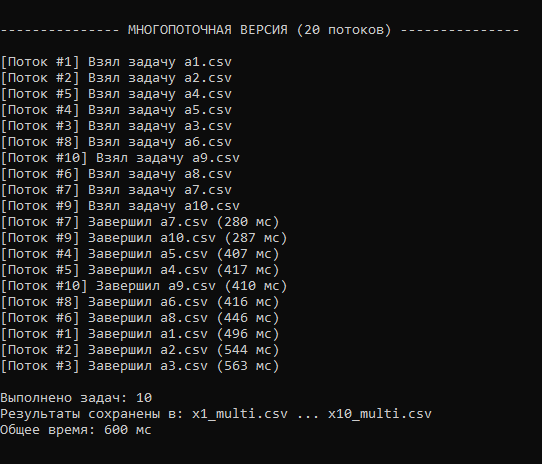 --------------- МНОГОПОТОЧНАЯ ВЕРСИЯ (20 потоков) ---------------
[Поток #1] Взял задачу a1.csv
[Поток #2] Взял задачу a2.csv
[Поток #5] Взял задачу a4.csv
[Поток #4] Взял задачу a5.csv
[Поток #3] Взял задачу a3.csv
[Поток #8] Взял задачу a6.csv
[Поток #10] Взял задачу a9.csv
[Поток #6] Взял задачу a8.csv
[Поток #7] Взял задачу a7.csv
[Поток #9] Взял задачу a10.csv
[Поток #7] Завершил a7.csv (280 мс)
[Поток #9] Завершил a10.csv (287 мс)
[Поток #4] Завершил a5.csv (407 мс)
[Поток #5] Завершил a4.csv (417 мс)
[Поток #10] Завершил a9.csv (410 мс)
[Поток #8] Завершил a6.csv (416 мс)
[Поток #6] Завершил a8.csv (446 мс)
[Поток #1] Завершил a1.csv (496 мс)
[Поток #2] Завершил a2.csv (544 мс)
[Поток #3] Завершил a3.csv (563 мс)
Выполнено задач: 10
Результаты сохранены в: x1_multi.csv ... x10_multi.csv
Общее время: 600 мс